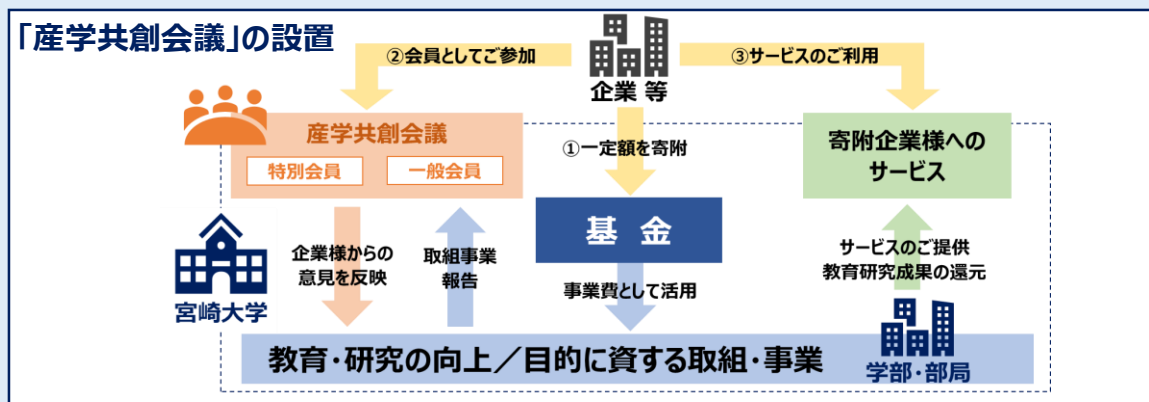 「産学共創会議」の設置
②会員としてご参加
③サービスのご利用
企業 等
産学共創会議
特別会員
一般会員
①一定額を寄附
寄附企業様への
サービス
基 金
企業様からの
意見を反映
取組事業
報告
事業費として活用
サービスのご提供
教育研究成果の還元
宮崎大学
教育・研究の向上／目的に資する取組・事業
学部・部局